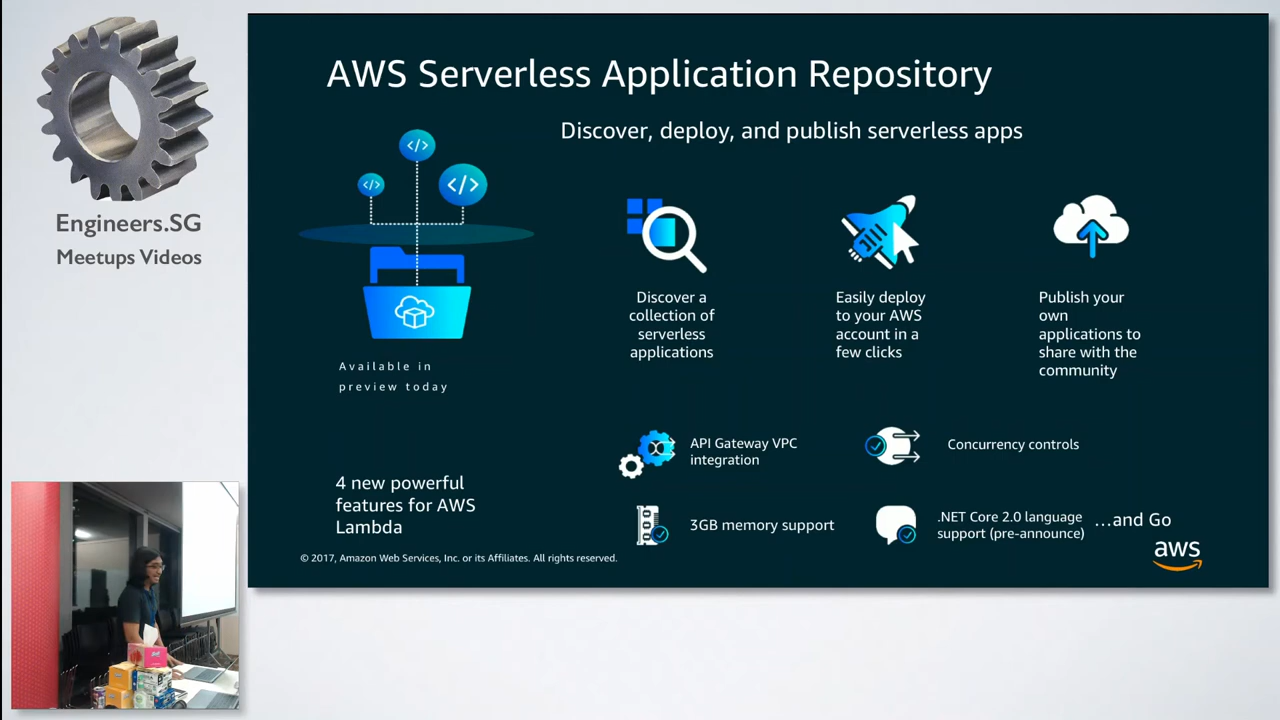 Engineers.SG
Meetups Videos
AWS Serverless Application Repository
Discover, deploy, and publish serverless apps
</>
</>
</>
Available in
preview today
Discover a
collection of
serverless
applications
Easily deploy
to your AWS
account in a
few clicks
Publish your
own
applications to
share with the
community
4 new powerful
features for AWS
Lambda
API Gateway VPC
integration
Concurrency controls
3GB memory support
.NET Core 2.0 language
support (pre-announce)
...and Go
© 2017, Amazon Web Services, Inc. or its Affiliates. All rights reserved.
aws